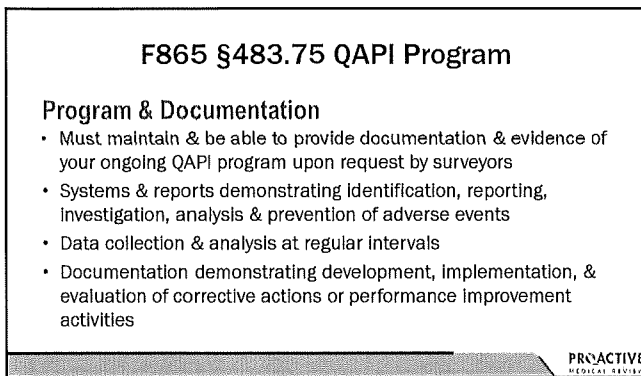 F865 §483.75 QAPI Program
Program & Documentation
• Must maintain & be able to provide documentation & evidence of
your ongoing QAPI program upon request by surveyors
• Systems & reports demonstrating identification, reporting,
investigation, analysis & prevention of adverse events
• Data collection & analysis at regular intervals
• Documentation demonstrating development, implementation, &
evaluation of corrective actions or performance improvement
activities
PROACTIVE
MEDICAL REVIEW